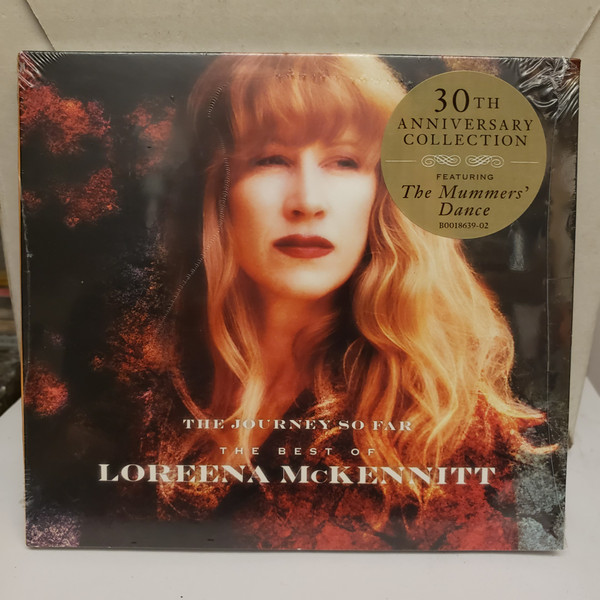 30TH
ANNIVERSARY
COLLECTION
FEATURING
The Mummers'
Dance
B0018639-02
THE JOURNEY SO FAR
THE BEST OF
LOREENA McKENNITT